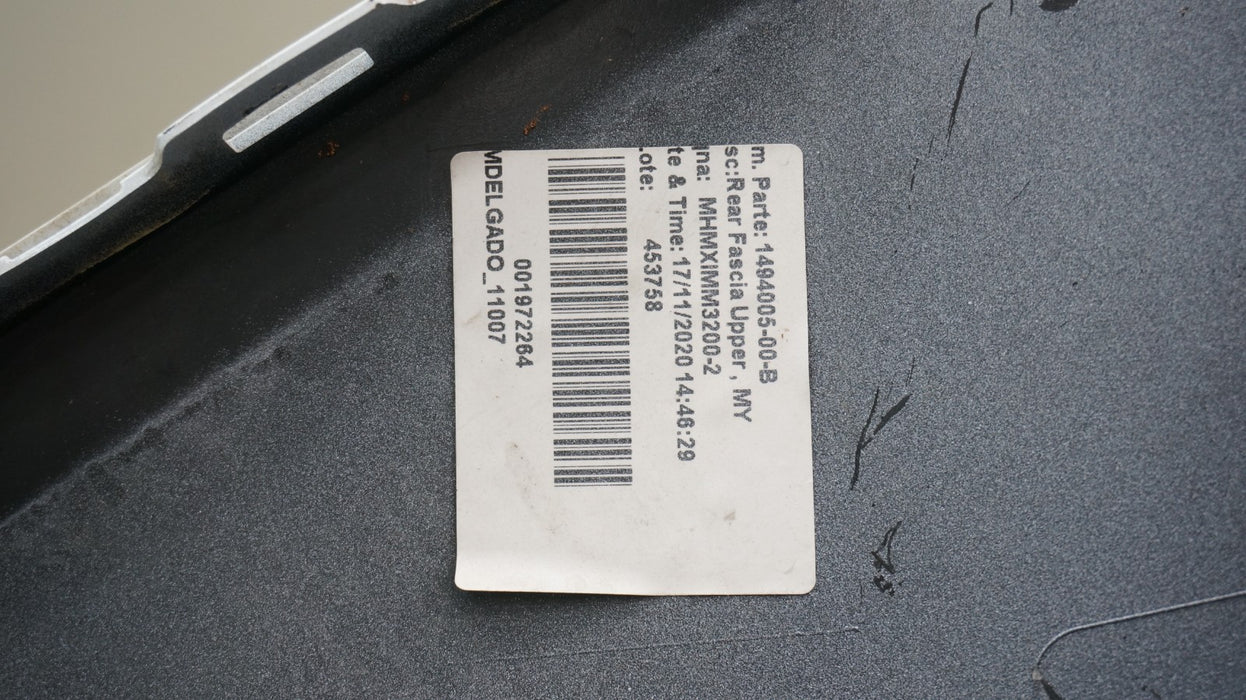 m. Parte: 1494005-00-B
sc:Rear Fascia Upper , MY
na: MHMXIMM3200-2
te & Time: 17/11/2020 14:46:29
ote: 453758
001972264
MDELGADO_11007